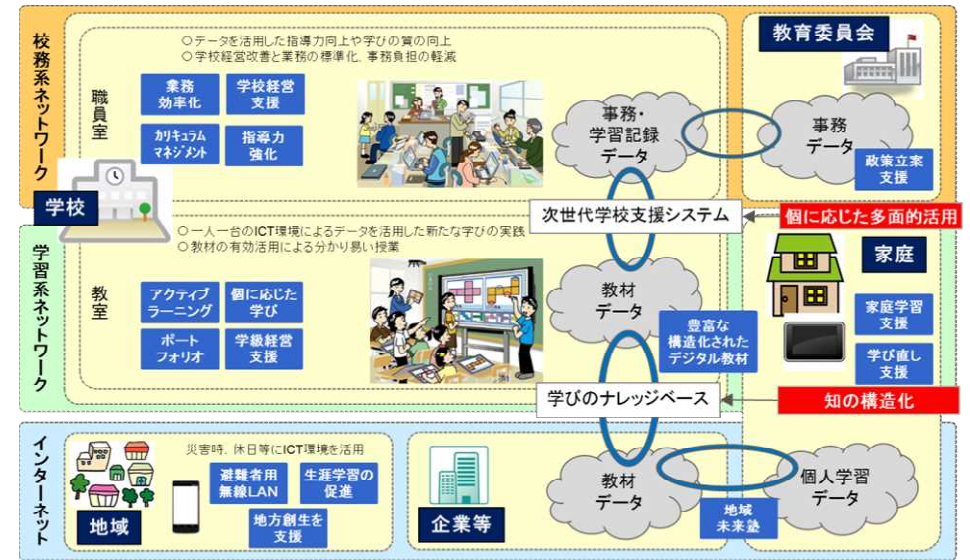 校務系ネットワーク
職員室
○データを活用した指導力向上や学びの質の向上
○学校経営改善と業務の標準化，事務負担の軽減
業務
効率化
学校経営
支援
カリキュラム
マネジメント
指導力
強化
事務・
学習記録
データ
教育委員会
事務
データ
政策立案
支援
学校
次世代学校支援システム
個に応じた多面的活用
学習系ネットワーク
教室
○一人一台のICT環境によるデータを活用した新たな学びの実践
○教材の有効活用による分かり易い授業
アクティブ
ラーニング
個に応じた
学び
ポート
フォリオ
学級経営
支援
教材
データ
豊富な
構造化された
デジタル教材
家庭
家庭学習
支援
学び直し
支援
学びのナレッジベース
知の構造化
インターネット
地域
災害時，休日等にICT環境を活用
避難者用
無線LAN
生涯学習の
促進
地方創生を
支援
企業等
教材
データ
地域
未来塾
個人学習
データ